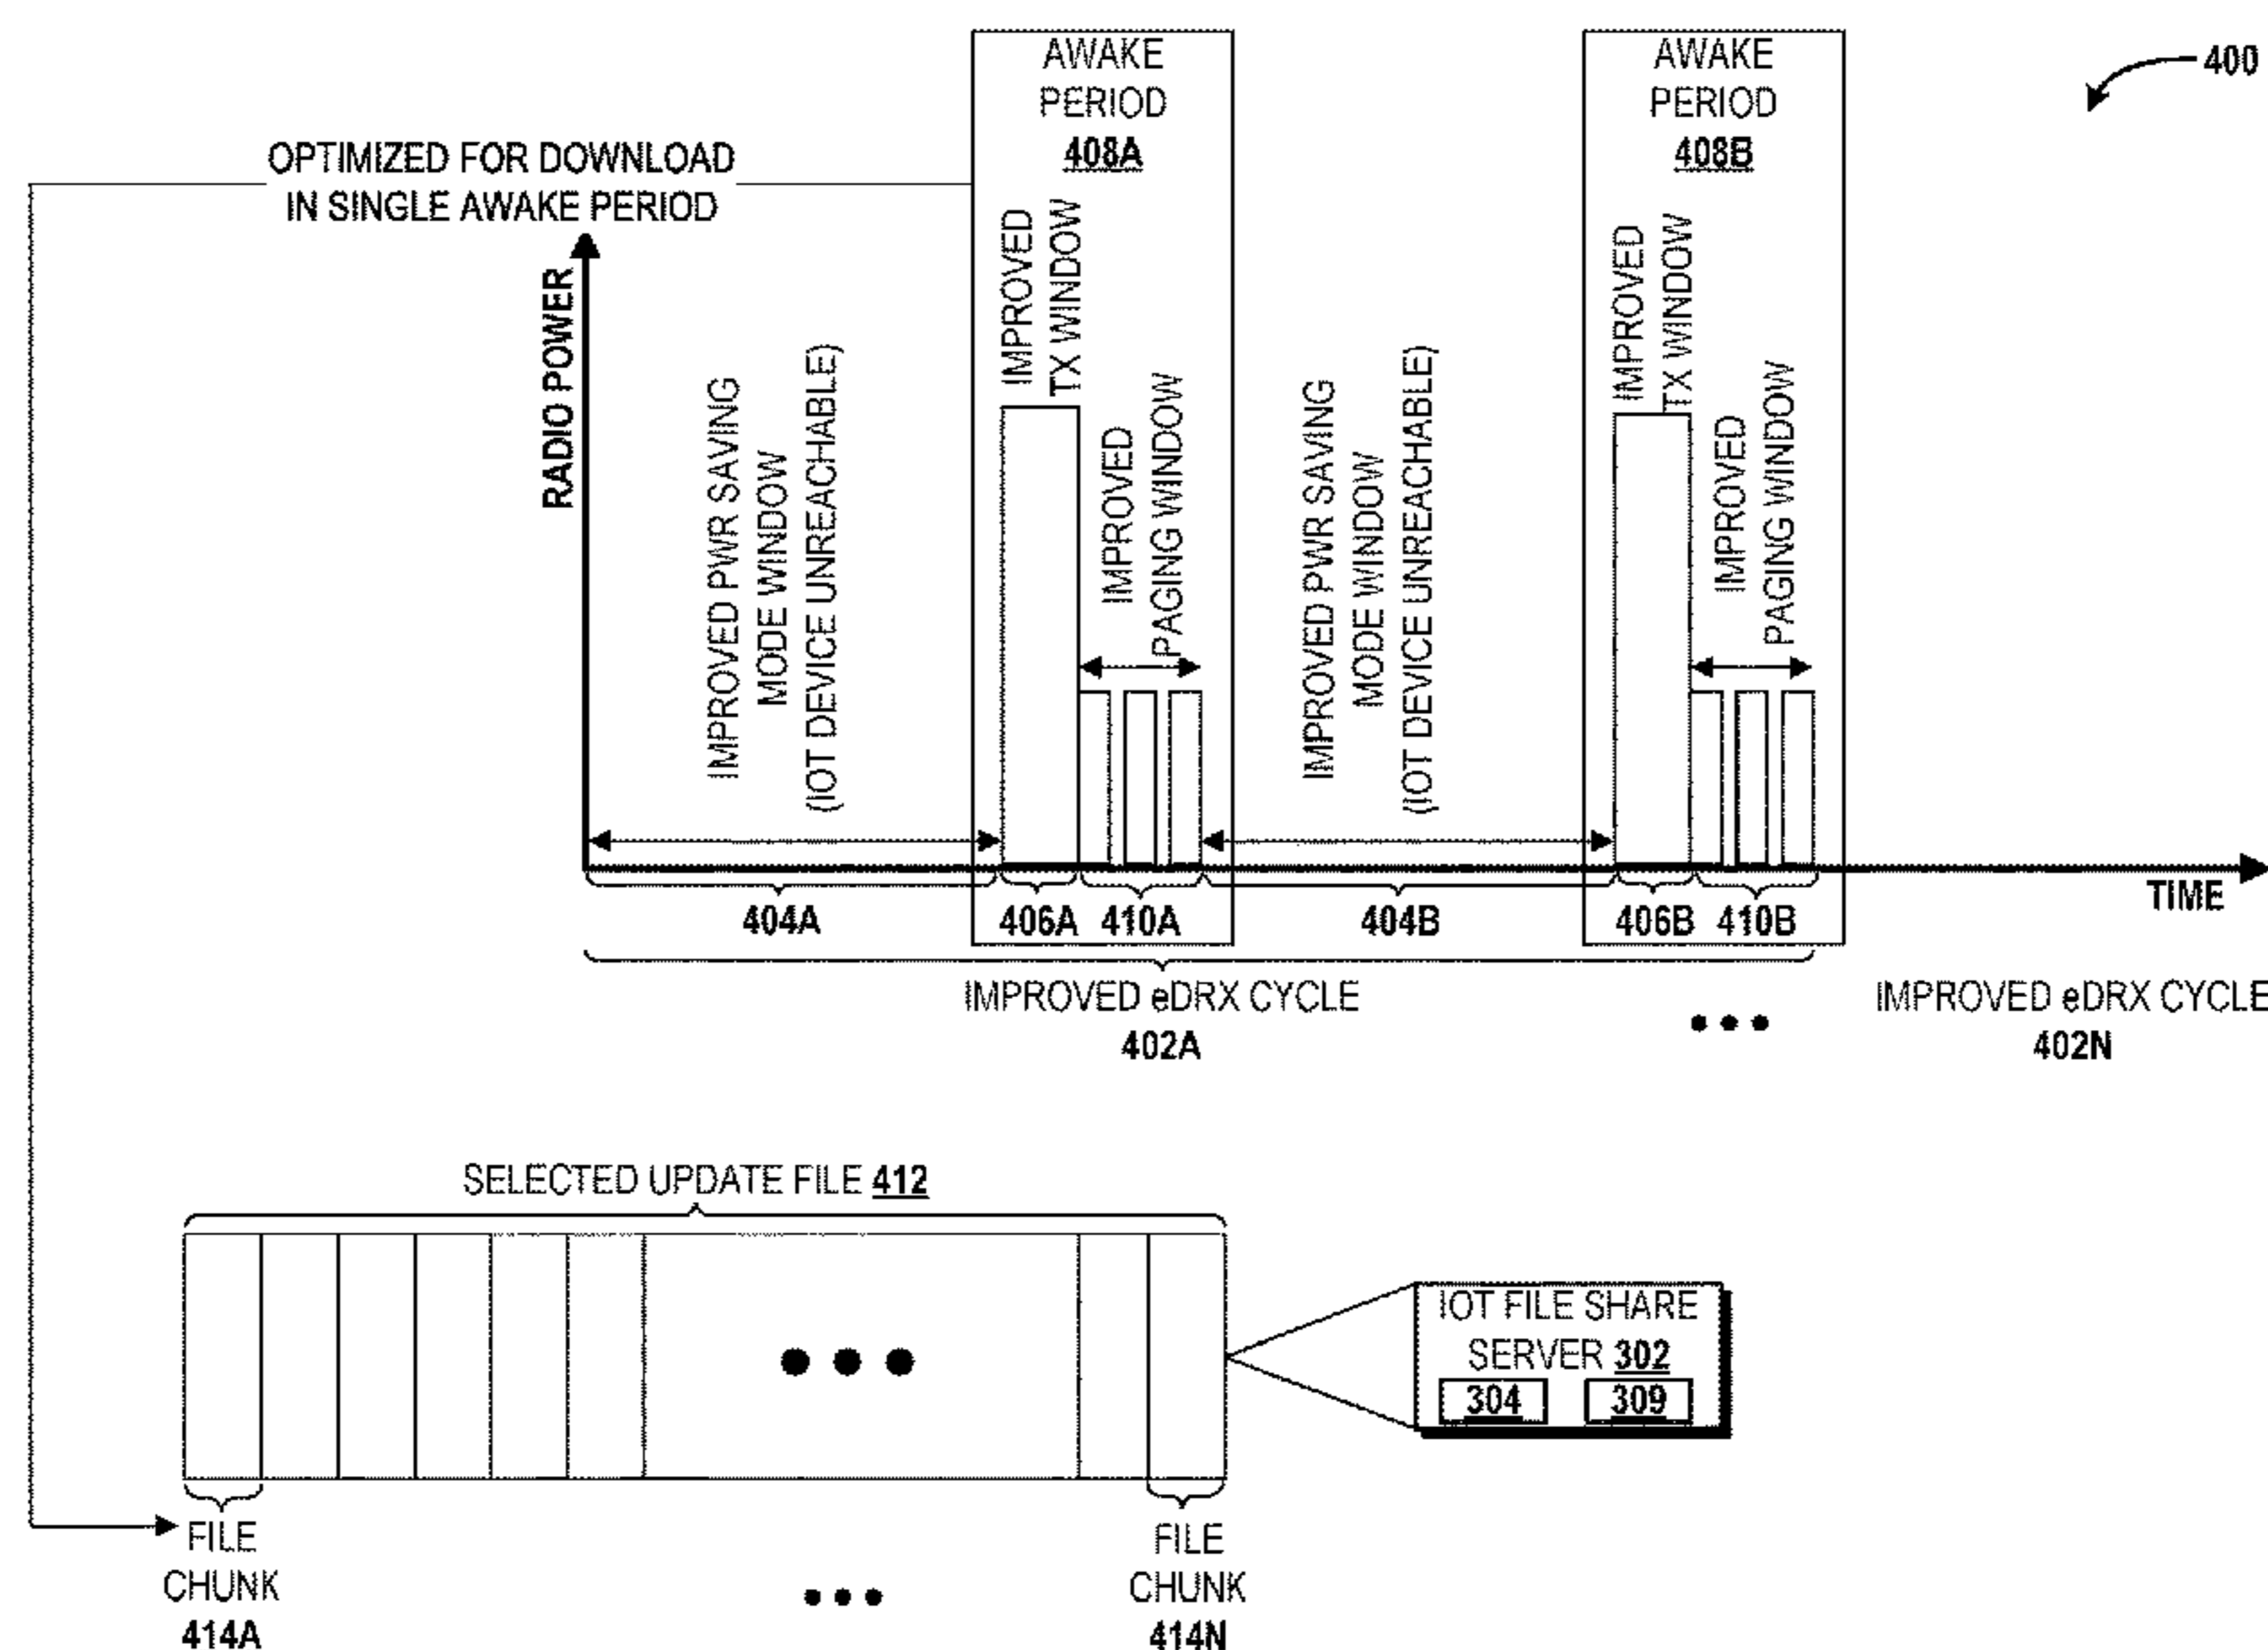 AWAKE
PERIOD
408A
AWAKE
PERIOD
408B
400
OPTIMIZED FOR DOWNLOAD
IN SINGLE AWAKE PERIOD
RADIO POWER
IMPROVED PWR SAVING
MODE WINDOW
(IOT DEVICE UNREACHABLE)
IMPROVED
TX WINDOW
IMPROVED
PAGING WINDOW
IMPROVED PWR SAVING
MODE WINDOW
(IOT DEVICE UNREACHABLE)
IMPROVED
TX WINDOW
IMPROVED
PAGING WINDOW
TIME
404A
406A
410A
404B
406B
410B
IMPROVED eDRX CYCLE
402A
IMPROVED eDRX CYCLE
402N
SELECTED UPDATE FILE 412
IOT FILE SHARE
SERVER 302
304
309
FILE
CHUNK
414A
FILE
CHUNK
414N